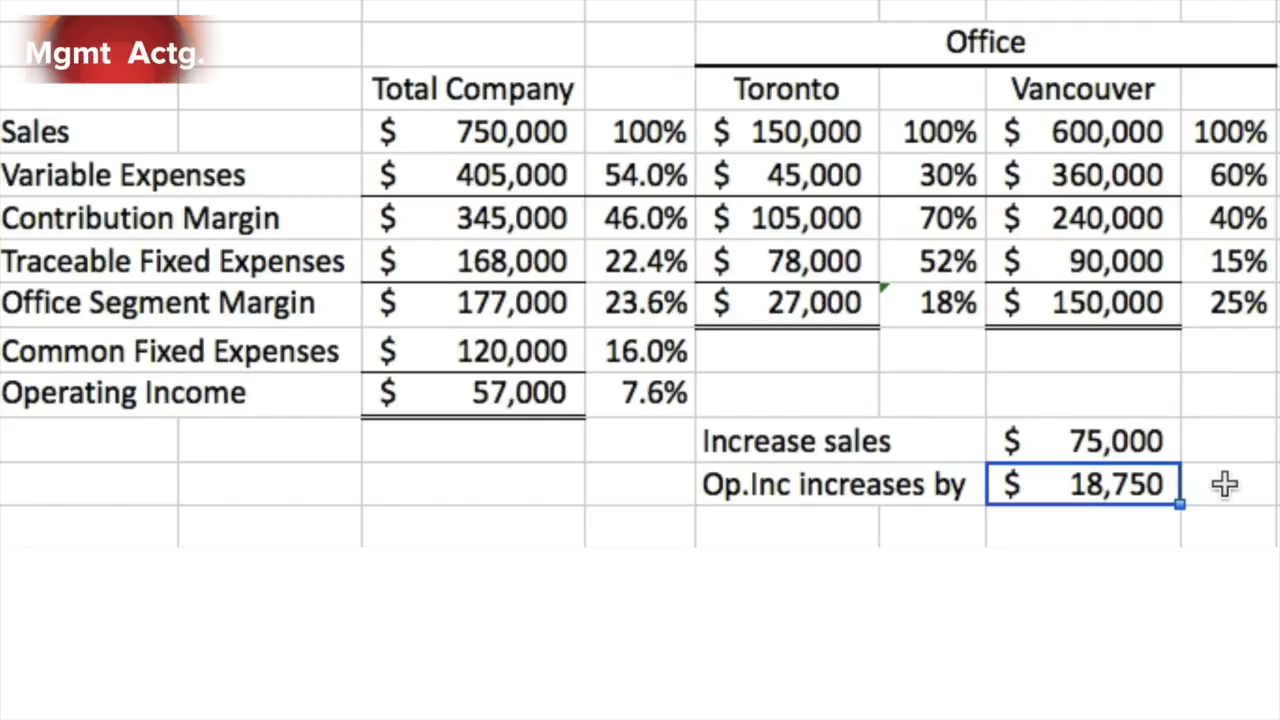 Mgmt Actg.
Office
Total Company Toronto Vancouver
Sales $ 750,000 100% $ 150,000 100% $ 600,000 100%
Variable Expenses $ 405,000 54.0% $ 45,000 30% $ 360,000 60%
Contribution Margin $ 345,000 46.0% $ 105,000 70% $ 240,000 40%
Traceable Fixed Expenses $ 168,000 22.4% $ 78,000 52% $ 90,000 15%
Office Segment Margin $ 177,000 23.6% $ 27,000 18% $ 150,000 25%
Common Fixed Expenses $ 120,000 16.0%
Operating Income $ 57,000 7.6%
Increase sales $ 75,000
Op.Inc increases by $ 18,750